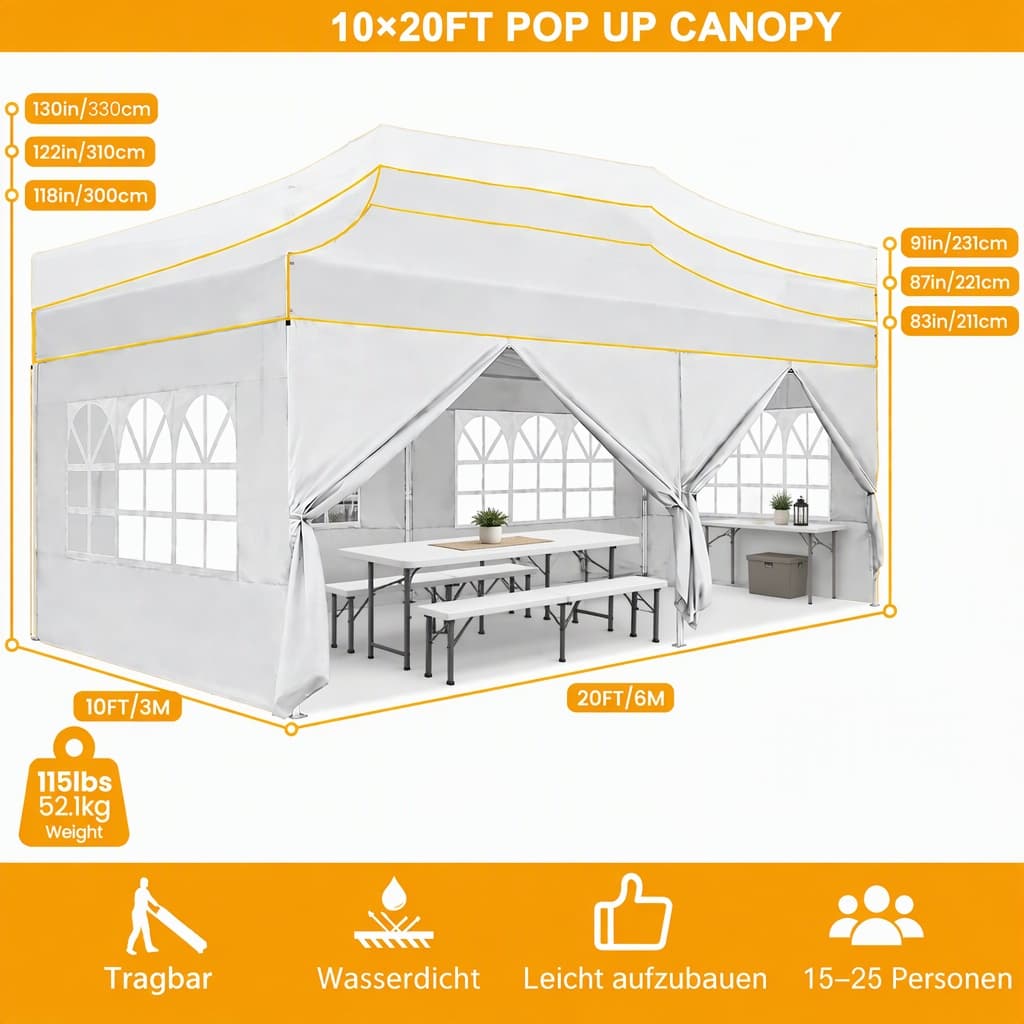 10×20FT POP UP CANOPY
130in/330cm
122in/310cm
118in/300cm
91in/231cm
87in/221cm
83in/211cm
10FT/3M
20FT/6M
115lbs
52.1kg
Weight
Tragbar
Wasserdicht
Leicht aufzubauen
15–25 Personen